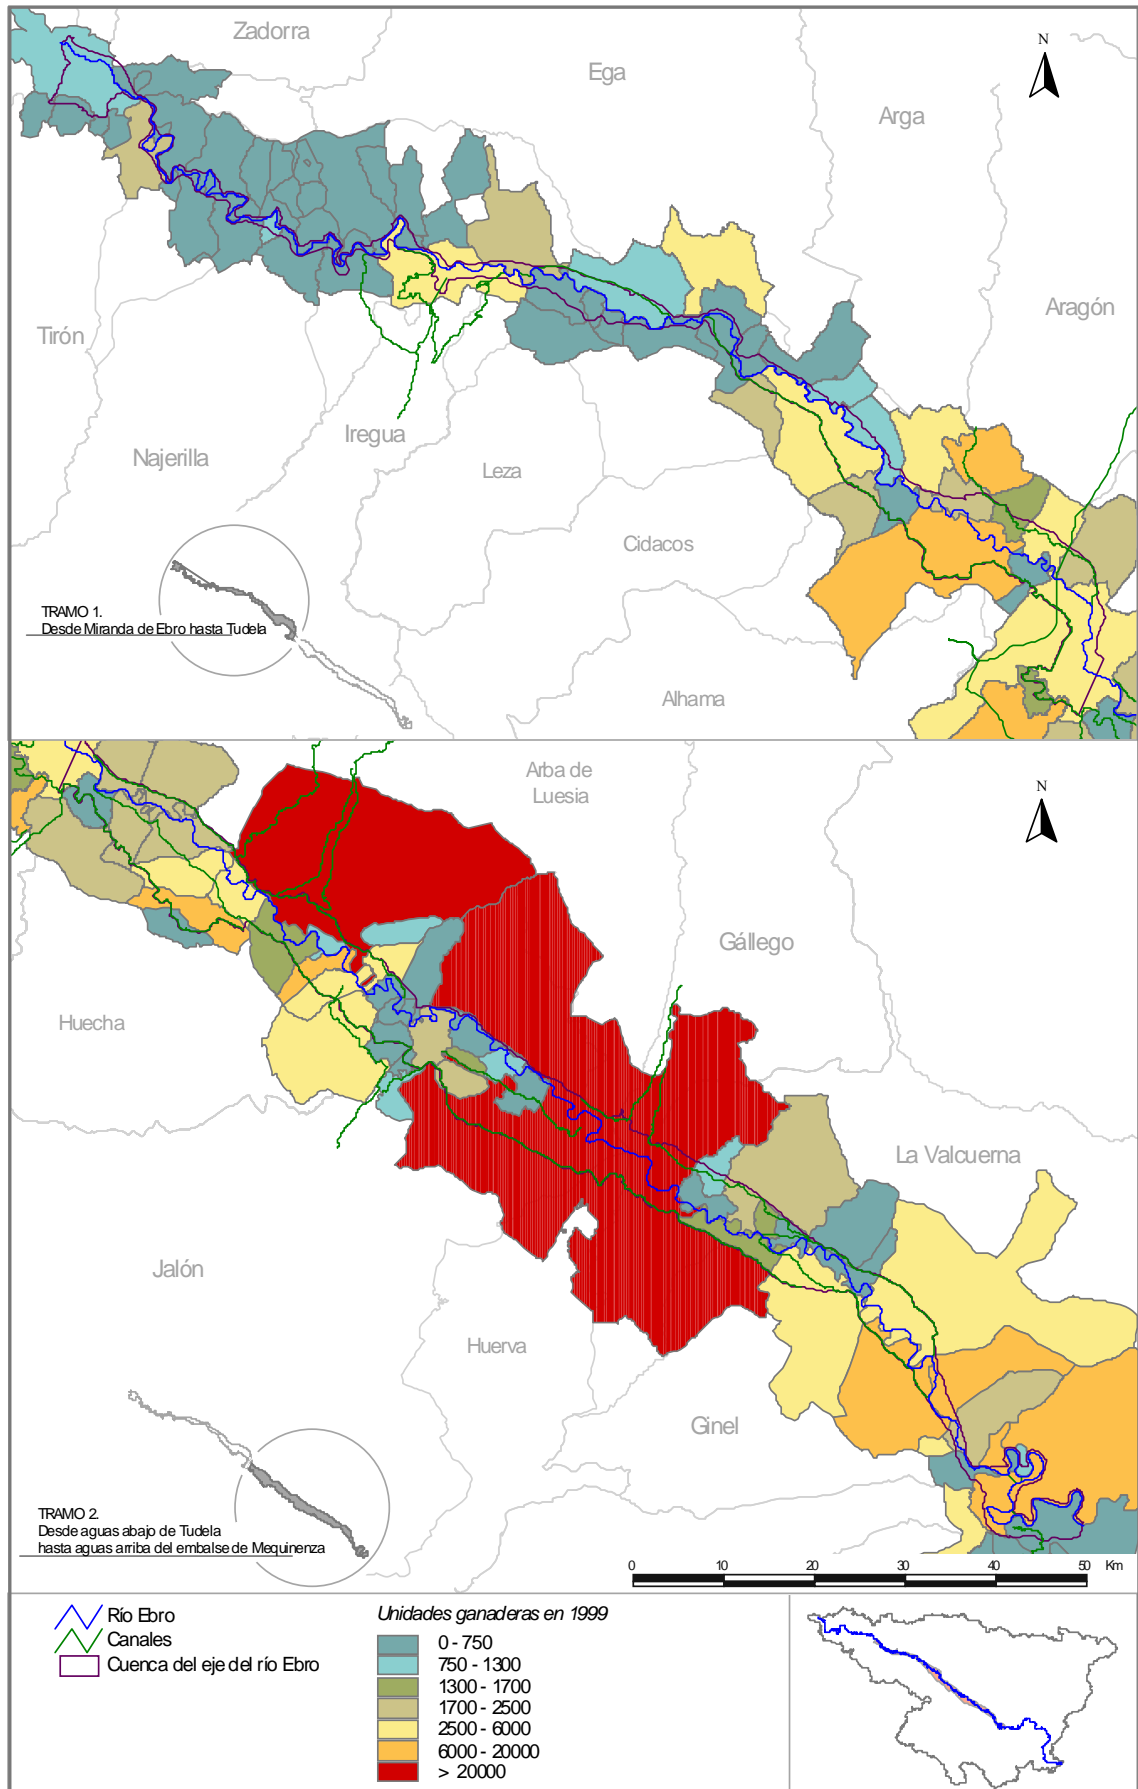 Zadorra
Ega
N
Arga
Aragón
Tirón
Najerilla
Iregua
Leza
Cidacos
Alhama
TRAMO 1.
Desde Miranda de Ebro hasta Tudela
Arba de
Luesia
N
Gállego
Huecha
La Valcuerna
Jalón
Huerva
Ginel
TRAMO 2.
Desde aguas abajo de Tudela
hasta aguas arriba del embalse de Mequinenza
0 10 20 30 40 50 Km
Río Ebro
Canales
Cuenca del eje del río Ebro
Unidades ganaderas en 1999
0 - 750
750 - 1300
1300 - 1700
1700 - 2500
2500 - 6000
6000 - 20000
> 20000